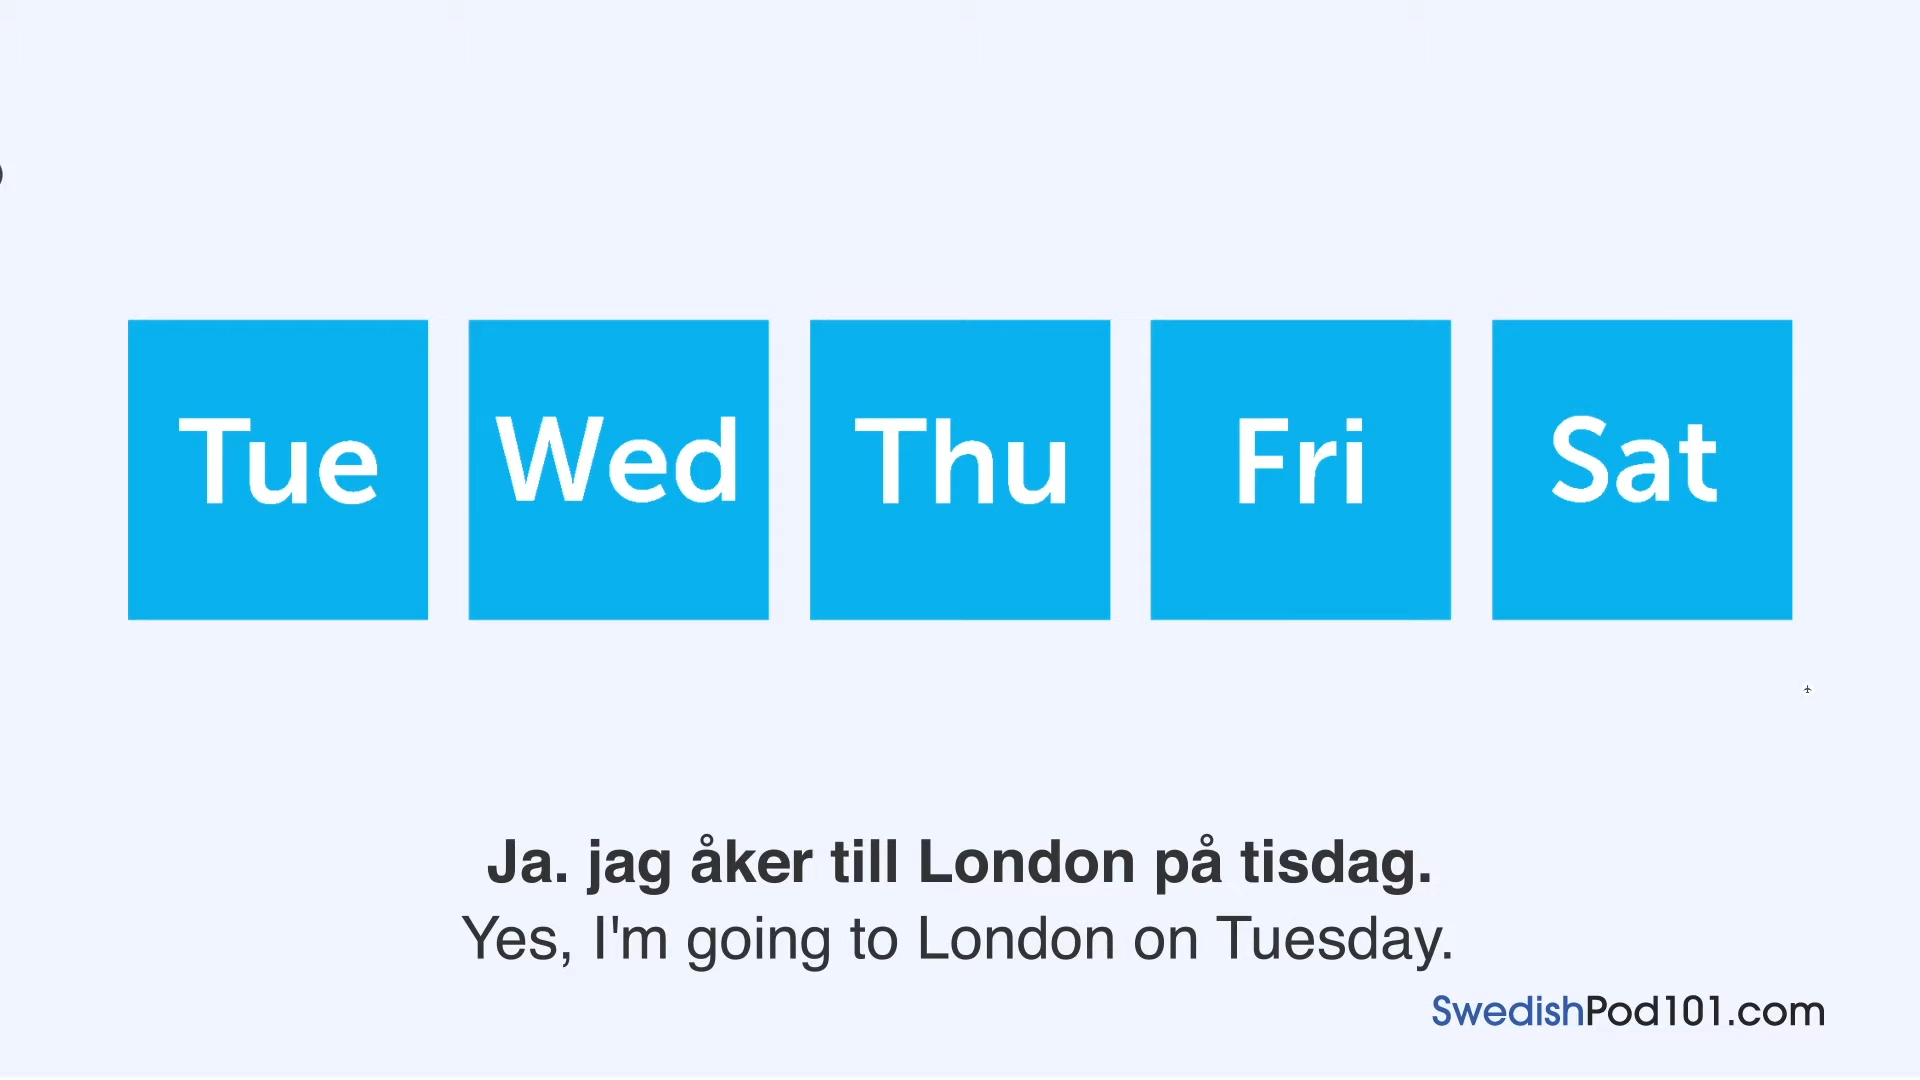 Tue Wed Thu Fri Sat
Ja. jag åker till London på tisdag.
Yes, I'm going to London on Tuesday.
SwedishPod101.com